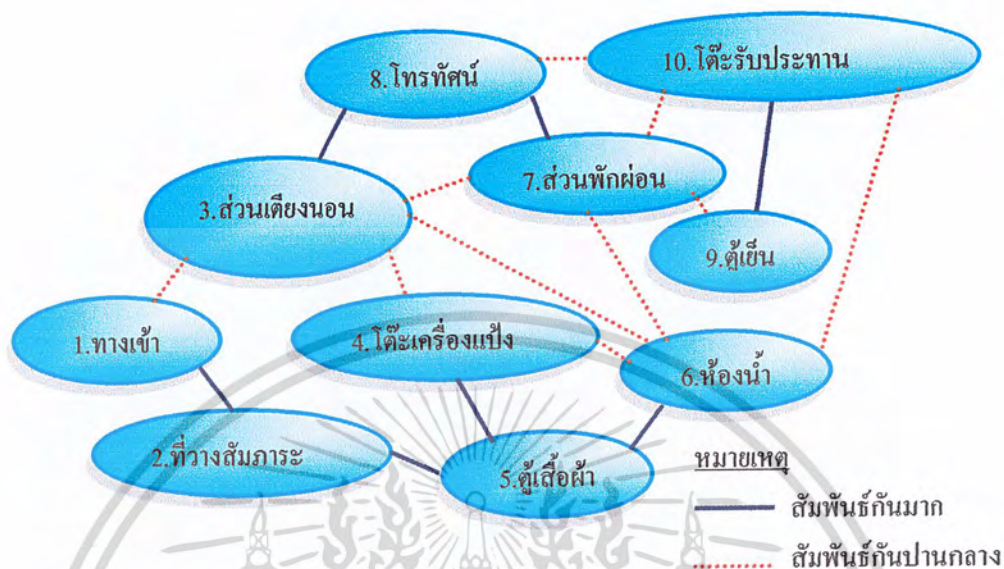 8.โทรทัศน์
10.โต๊ะรับประทาน
7.ส่วนพักผ่อน
3.ส่วนเตียงนอน
9.ตู้เย็น
1.ทางเข้า
4.โต๊ะเครื่องแป้ง
6.ห้องน้ำ
2.ที่วางสัมภาระ
5.ตู้เสื้อผ้า
หมายเหตุ
สัมพันธ์กันมาก
สัมพันธ์กันปานกลาง